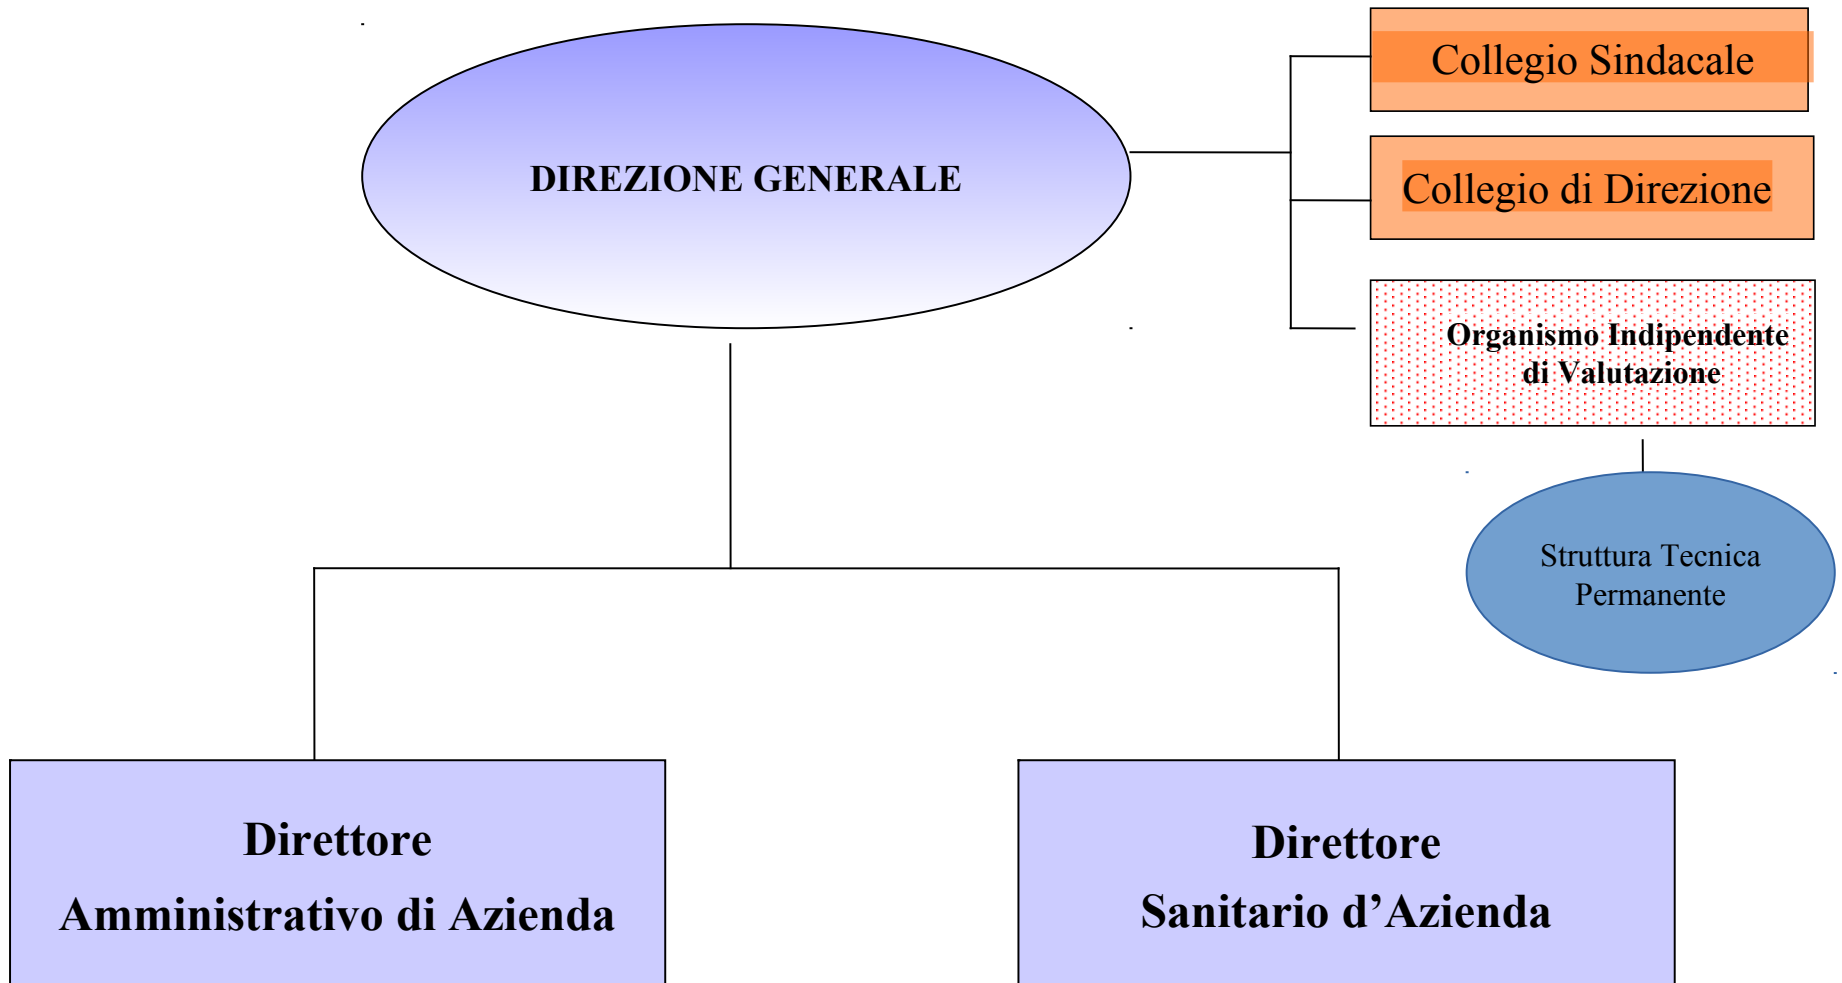 Collegio Sindacale
DIREZIONE GENERALE
Collegio di Direzione
Organismo Indipendente
di Valutazione
Struttura Tecnica
Permanente
Direttore
Amministrativo di Azienda
Direttore
Sanitario d’Azienda